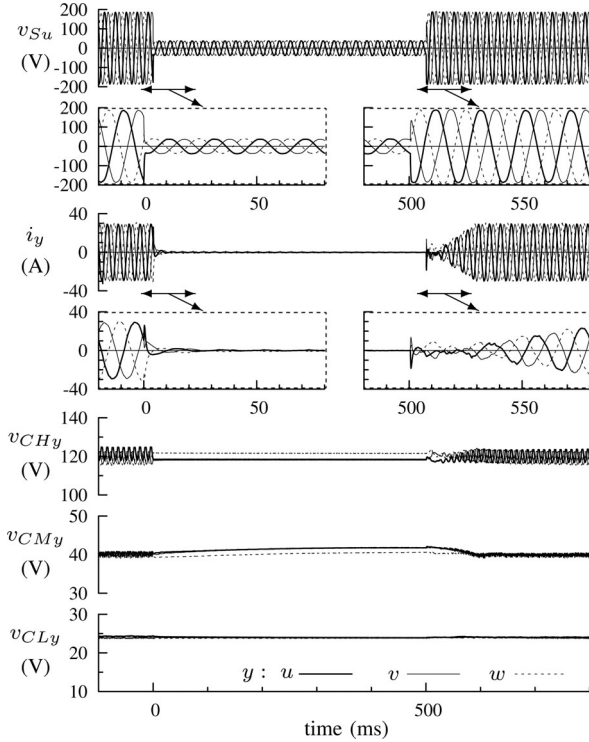 200
v_{Su} 100
(V) 0
-100
-200
200
100
0
-100
-200
0 50 500 550
40
i_y
(A) 0
-40
40
0
-40
0 50 500 550
140
v_{CHy} 120
(V)
100
50
v_{CMy} 40
(V)
30
30
v_{CLy}
(V) 20
10
y : u v w
0 500
time (ms)